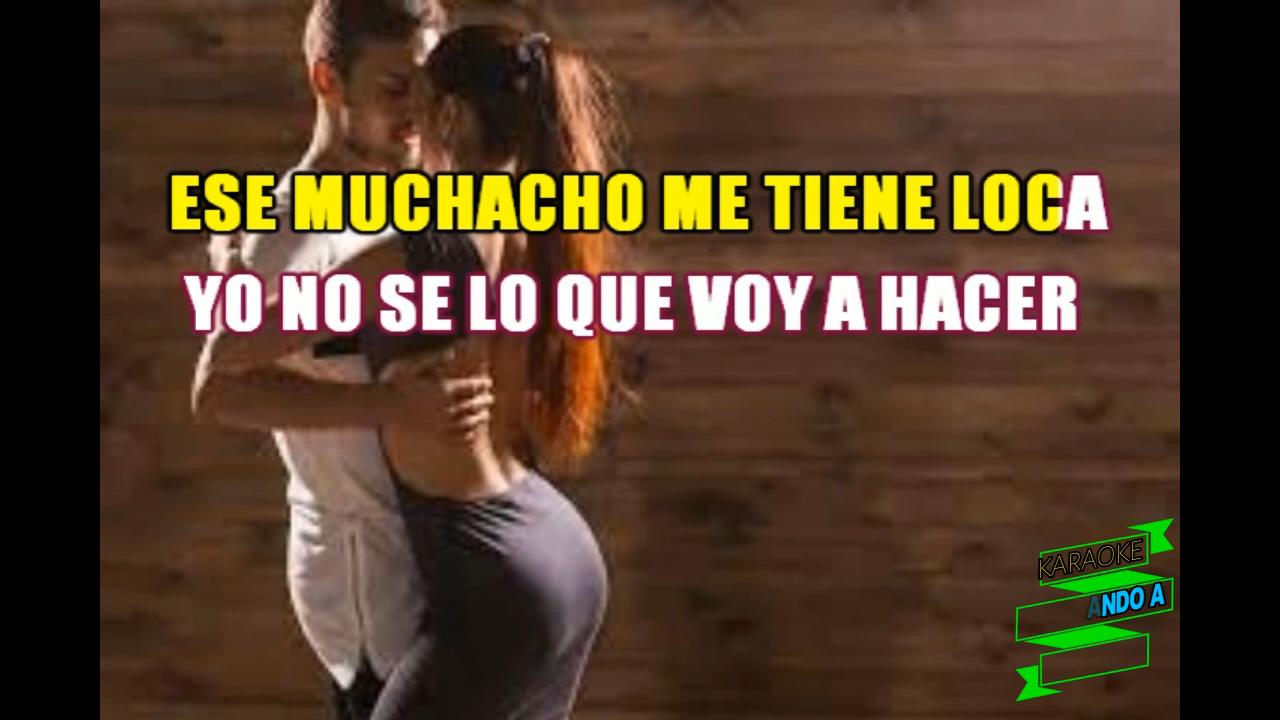 ESE MUCHACHO ME TIENE LOCA
YO NO SE LO QUE VOY A HACER
KARAOKE
ANDO A